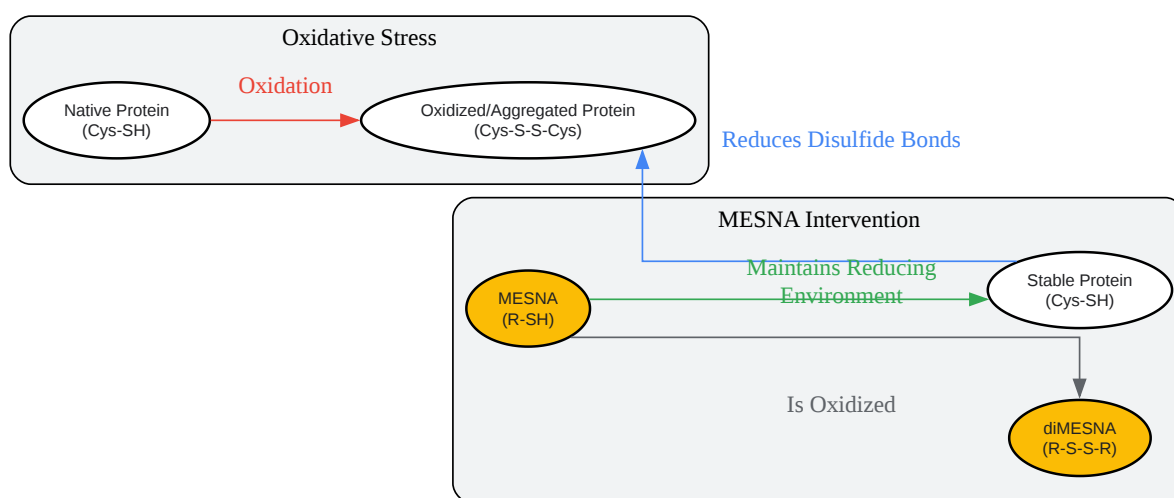 Oxidative Stress
Oxidation
Native Protein
(Cys-SH)
Oxidized/Aggregated Protein
(Cys-S-S-Cys)
Reduces Disulfide Bonds
MESNA Intervention
Maintains Reducing
Environment
MESNA
(R-SH)
Stable Protein
(Cys-SH)
Is Oxidized
diMESNA
(R-S-S-R)